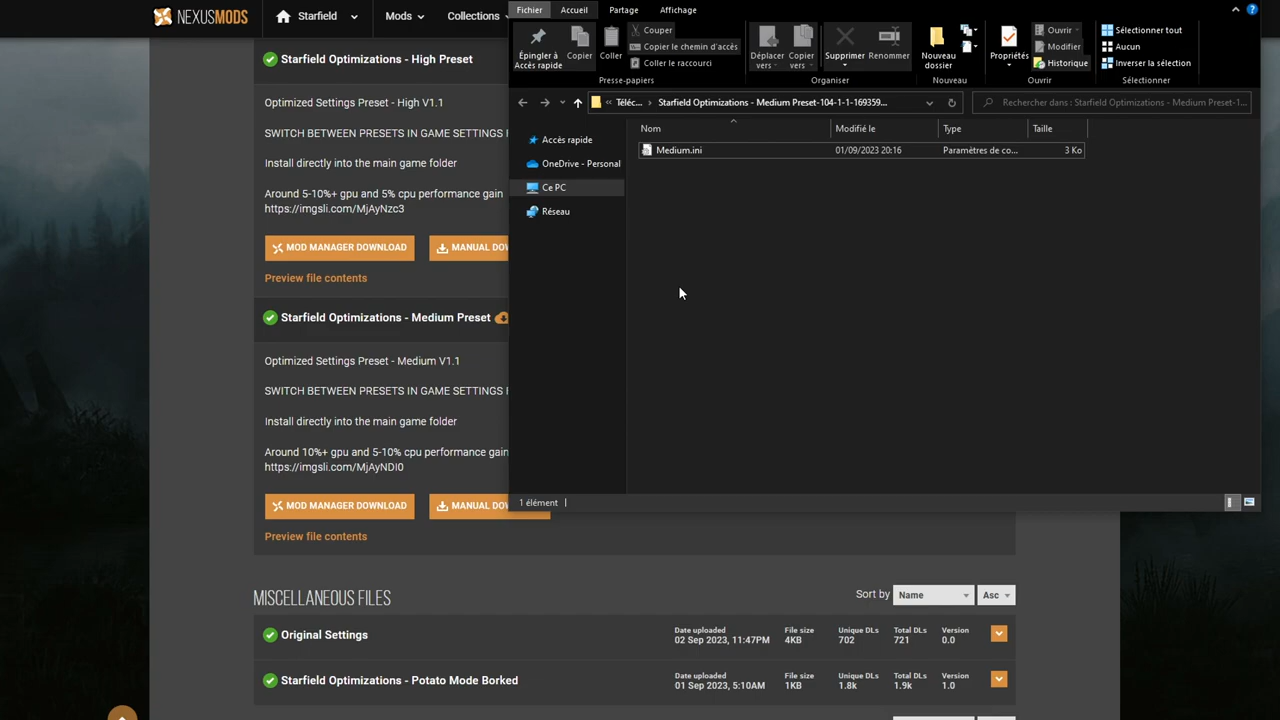 NEXUSMODS
Starfield
Mods
Collections
Starfield Optimizations - High Preset
Optimized Settings Preset - High V1.1
SWITCH BETWEEN PRESETS IN GAME SETTINGS
Install directly into the main game folder
Around 5-10%+ gpu and 5% cpu performance gain
https://imgsli.com/MjAyNzc3
MOD MANAGER DOWNLOAD
MANUAL DOW
Preview file contents
Starfield Optimizations - Medium Preset
Optimized Settings Preset - Medium V1.1
SWITCH BETWEEN PRESETS IN GAME SETTINGS
Install directly into the main game folder
Around 10%+ gpu and 5-10% cpu performance gain
https://imgsli.com/MjAyNDI0
MOD MANAGER DOWNLOAD
MANUAL DOW
Preview file contents
MISCELLANEOUS FILES
Sort by Name Asc
Original Settings
Date uploaded File size Unique DLs Total DLs Version
02 Sep 2023, 11:47PM 4KB 702 721 0.0
Starfield Optimizations - Potato Mode Borked
Date uploaded File size Unique DLs Total DLs Version
01 Sep 2023, 5:10AM 1KB 1.8k 1.9k 1.0
Fichier Accueil Partage Affichage
Épingler à Accès rapide
Copier
Coller
Couper
Copier le chemin d'accès
Coller le raccourci
Presse-papiers
Déplacer vers
Copier vers
Supprimer
Renommer
Organiser
Nouveau dossier
Nouveau
Propriétés
Ouvrir
Modifier
Historique
Ouvrir
Sélectionner tout
Aucun
Inverser la sélection
Sélectionner
« Téléc... > Starfield Optimizations - Medium Preset-104-1-1-169359...
Rechercher dans : Starfield Optimizations - Medium Preset-1...
Accès rapide
OneDrive - Personal
Ce PC
Réseau
Nom Modifié le Type Taille
Medium.ini 01/09/2023 20:16 Paramètres de co... 3 Ko
1 élément